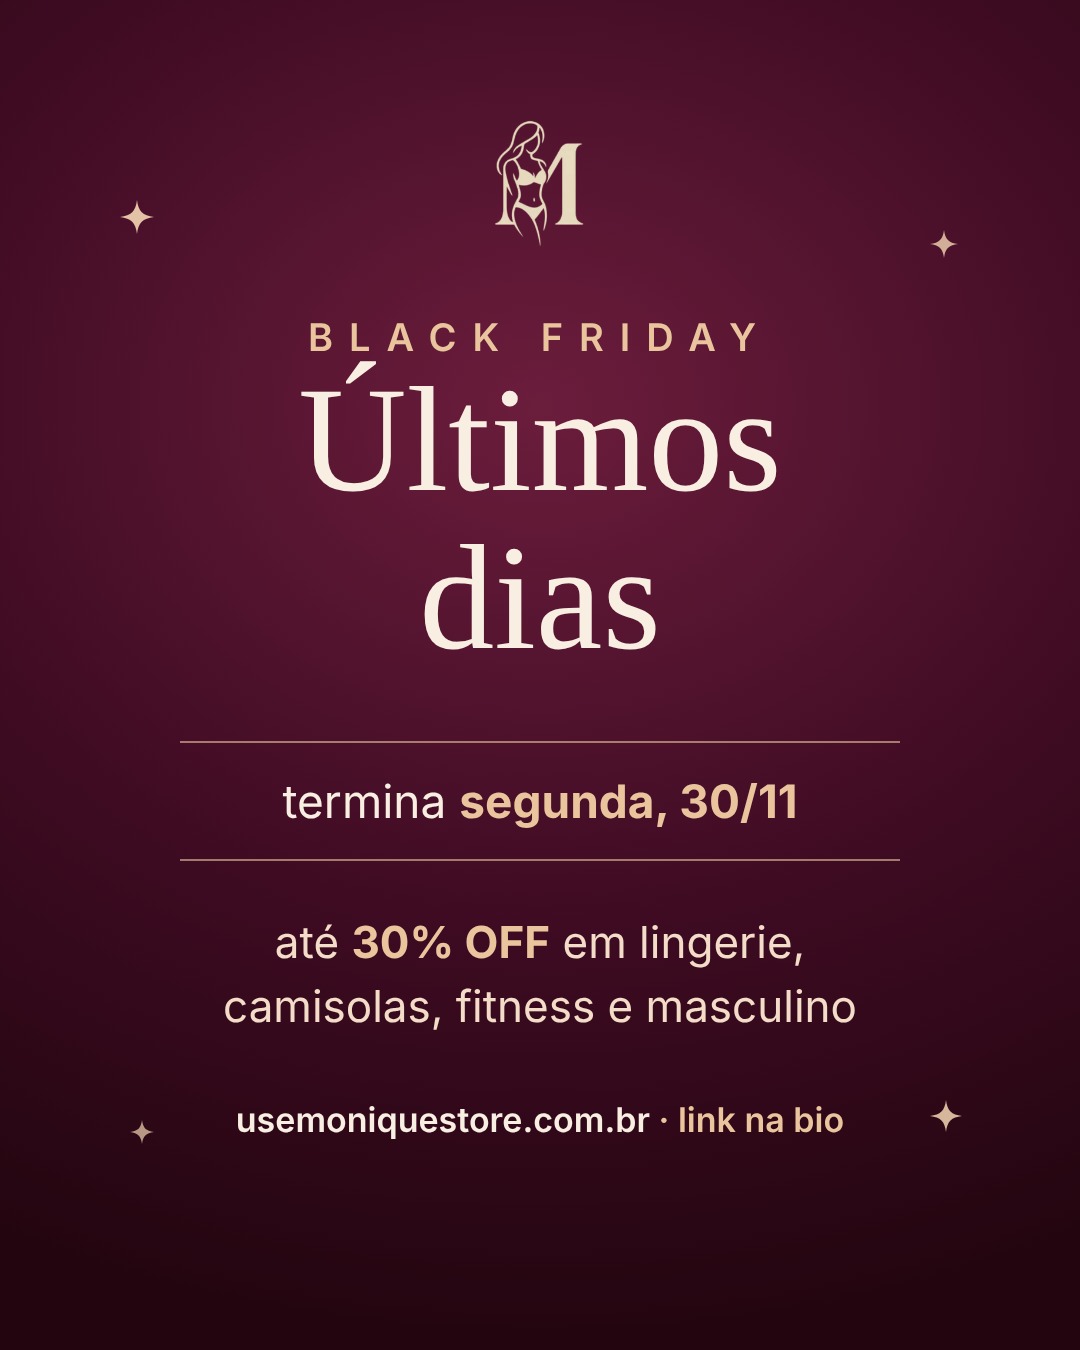 M
BLACK FRIDAY
Últimos
dias
termina segunda, 30/11
até 30% OFF em lingerie,
camisolas, fitness e masculino
usemoniquestore.com.br · link na bio